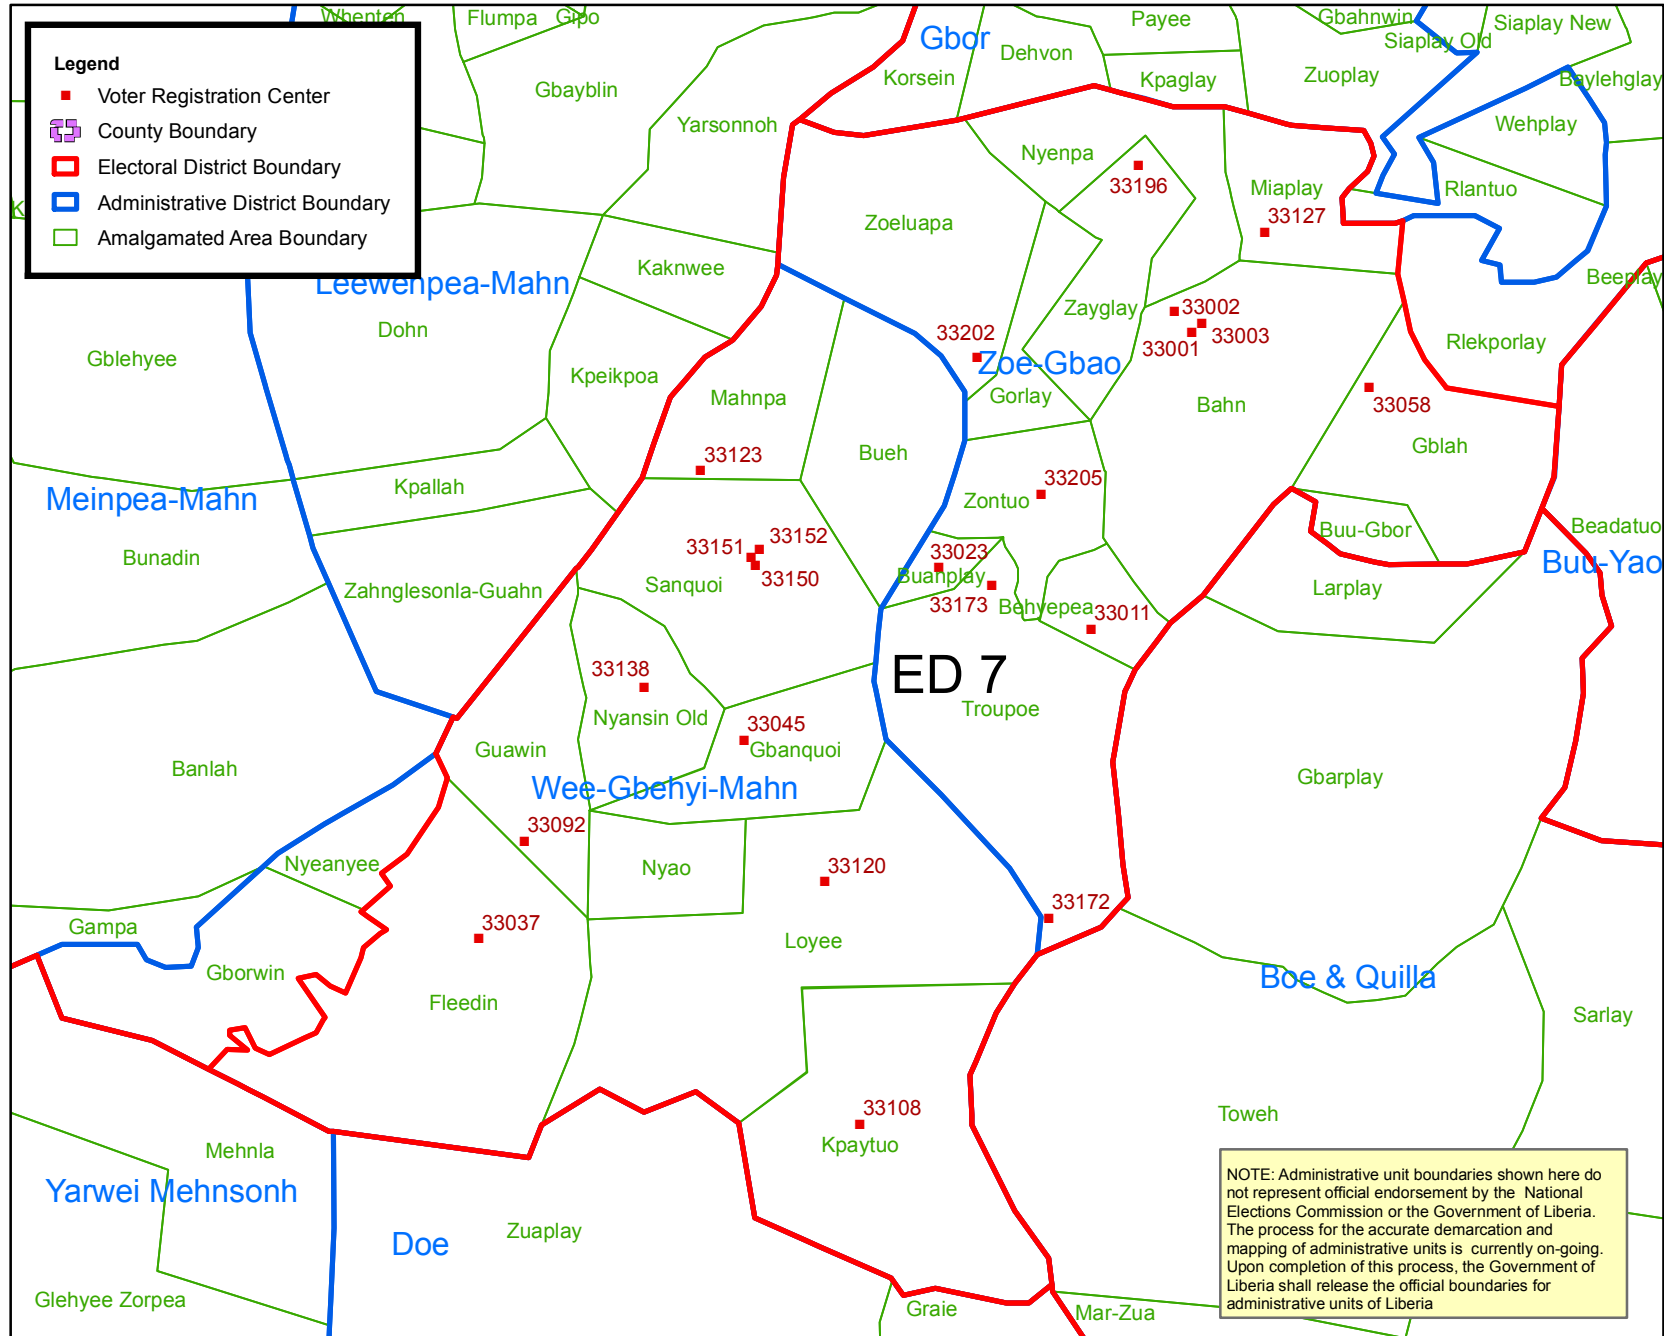 Whenten
Flumpa
Gipo
Gbor
Payee
Gbahnwin
Siaplay New
Siaplay Old
Dehvon
Korsein
Kpaglay
Zuoplay
Baylehglay
Legend
Voter Registration Center
County Boundary
Electoral District Boundary
Administrative District Boundary
Amalgamated Area Boundary
K
Gbayblin
Yarsonnoh
Wehplay
Nyenpa
33196
Miaplay
Rlantuo
33127
Zoeluapa
Kaknwee
Leewenpea-Mahn
Beeplay
Dohn
Zayglay
33002
33003
33001
33202
Rlekporlay
Gblehyee
Zoe-Gbao
Kpeikpoa
Mahnpa
Gorlay
Bahn
33058
Gblah
Bueh
33123
Kpallah
Meinpea-Mahn
33205
Zontuo
Buu-Gbor
Beadatuo
Bunadin
33152
33151
33150
33023
Buu-Yao
Buanplay
Sanquoi
Zahnglesonla-Guahn
Larplay
33173
Behyepea
33011
33138
ED 7
Troupoe
Nyansin Old
33045
Gbanquoi
Guawin
Banlah
Gbarplay
Wee-Gbehyi-Mahn
33092
Nyeanyee
Nyao
33120
33172
Gampa
33037
Loyee
Gborwin
Boe & Quilla
Fleedin
Sarlay
33108
Toweh
Kpaytuo
Mehnla
Yarwei Mehnsonh
Doe
Zuaplay
Glehyee Zorpea
Graie
Mar-Zua
NOTE: Administrative unit boundaries shown here do
not represent official endorsement by the National
Elections Commission or the Government of Liberia.
The process for the accurate demarcation and
mapping of administrative units is currently on-going.
Upon completion of this process, the Government of
Liberia shall release the official boundaries for
administrative units of Liberia